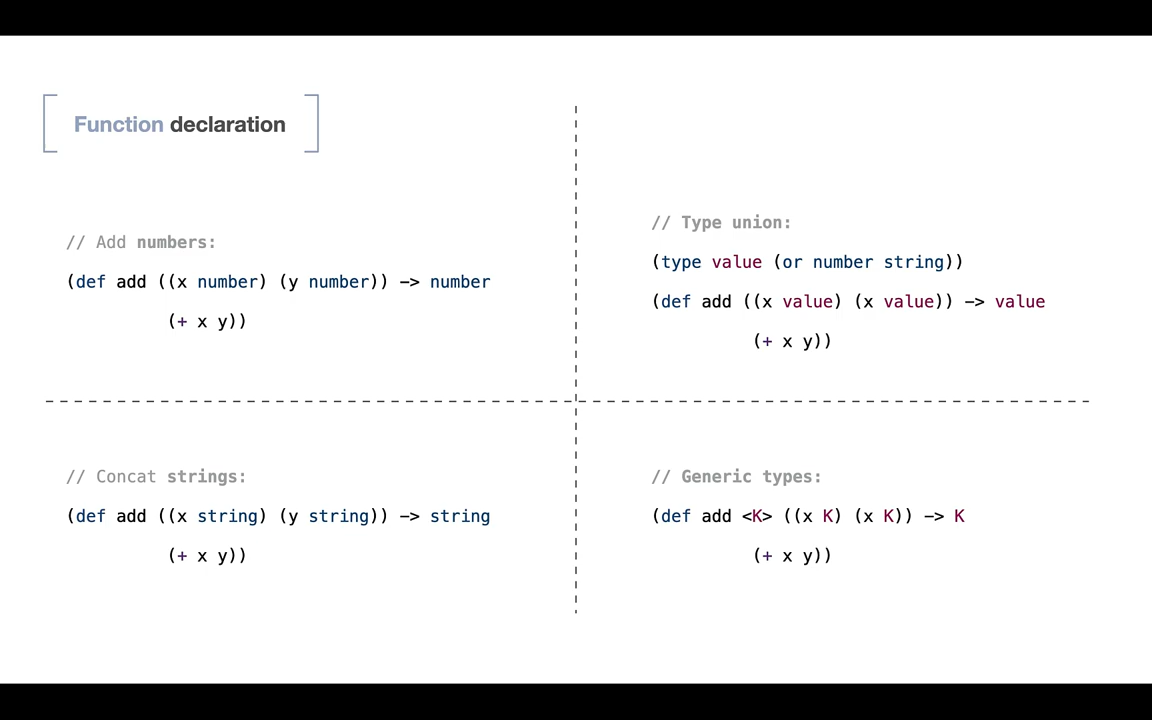 Function declaration
// Add numbers:
(def add ((x number) (y number)) -> number
(+ x y))
// Concat strings:
(def add ((x string) (y string)) -> string
(+ x y))
// Type union:
(type value (or number string))
(def add ((x value) (x value)) -> value
(+ x y))
// Generic types:
(def add <K> ((x K) (x K)) -> K
(+ x y))